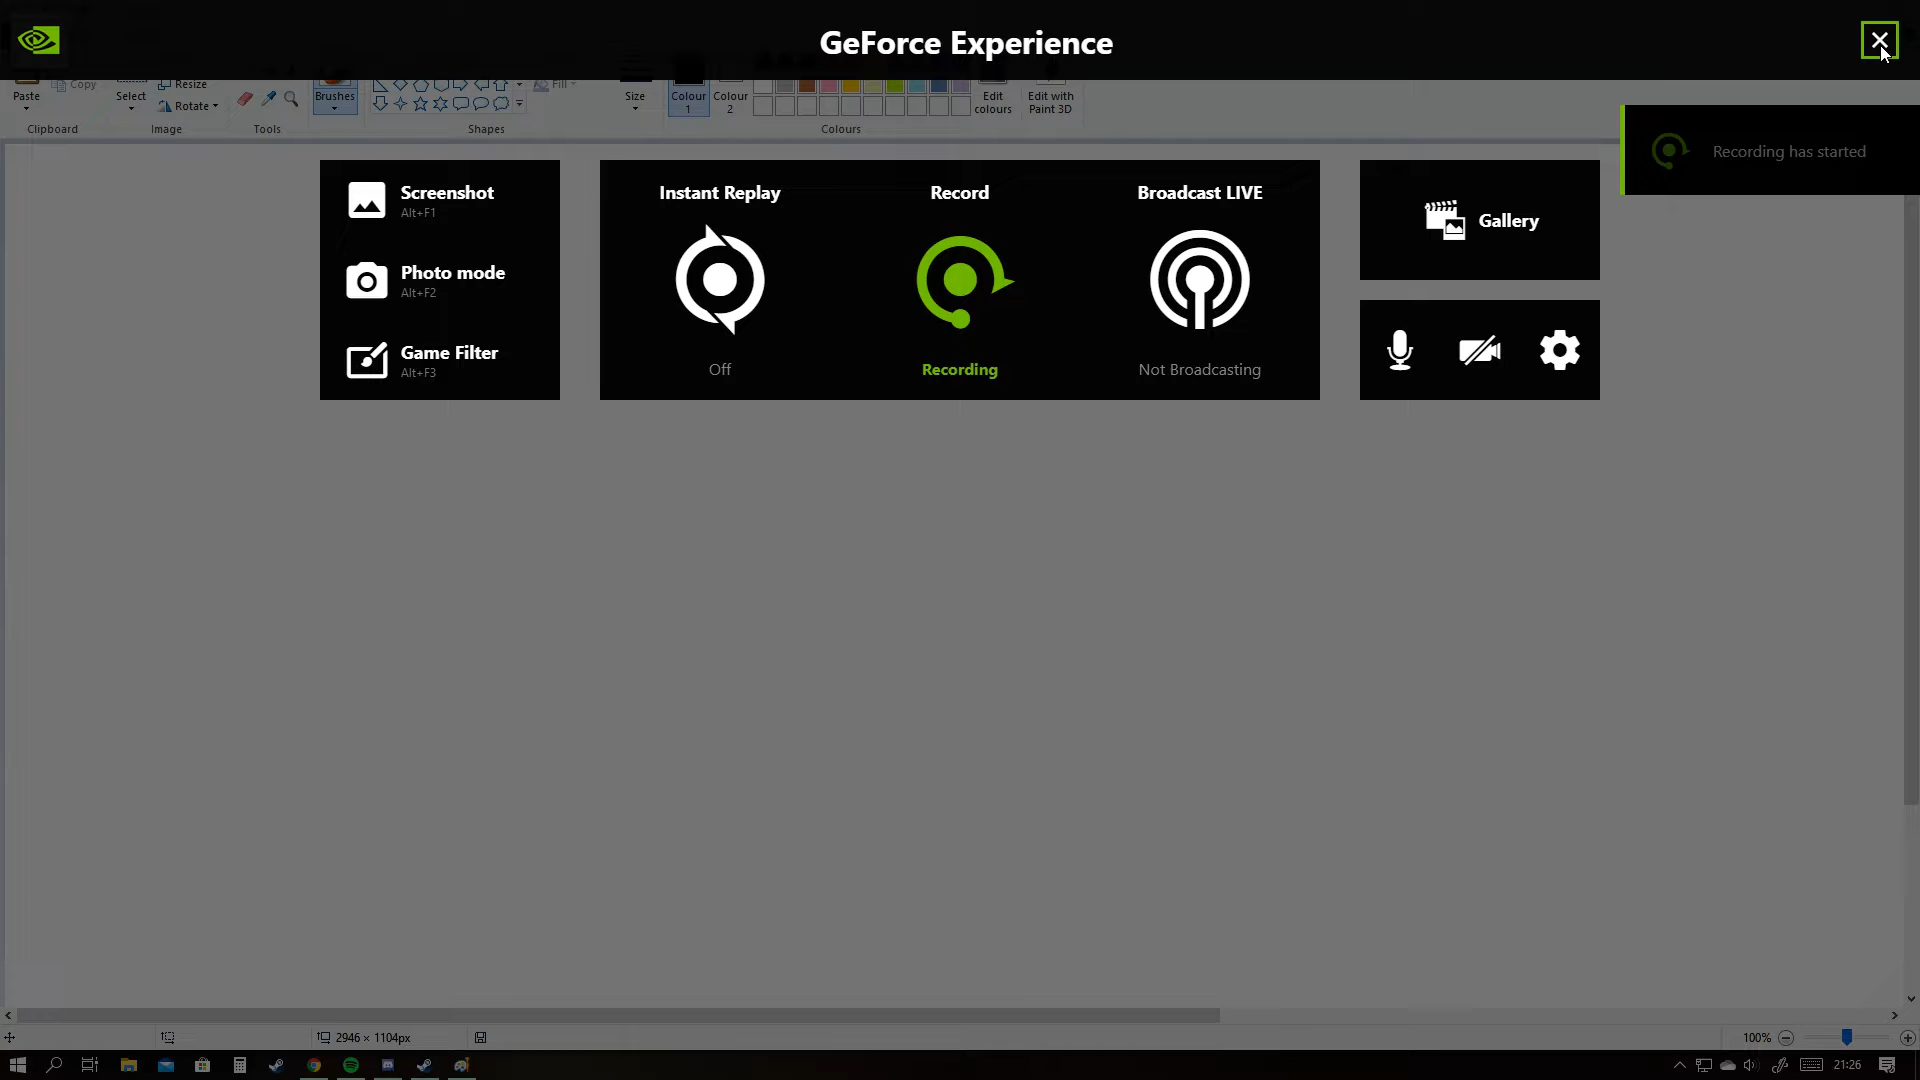 GeForce Experience
Paste
Copy
Select
Resize
Rotate
Brushes
Size
Colour
1
Colour
2
Fill
Edit
colours
Edit with
Paint 3D
Clipboard
Image
Tools
Shapes
Colours
Recording has started
Screenshot
Alt+F1
Photo mode
Alt+F2
Game Filter
Alt+F3
Instant Replay
Off
Record
Recording
Broadcast LIVE
Not Broadcasting
Gallery
2946 × 1104px
100%
21:26